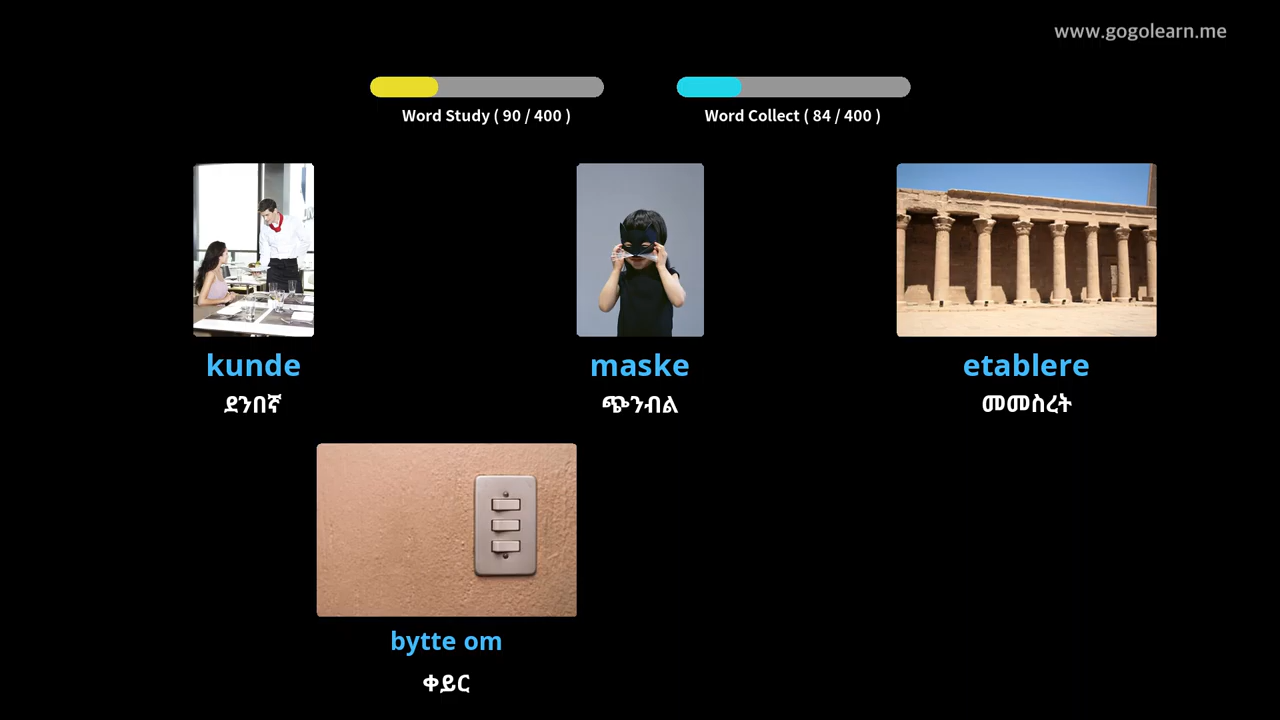 www.gogolearn.me
Word Study ( 90 / 400 )
Word Collect ( 84 / 400 )
kunde
ደንበኛ
maske
ጭንብል
etablere
መመስረት
bytte om
ቀይር